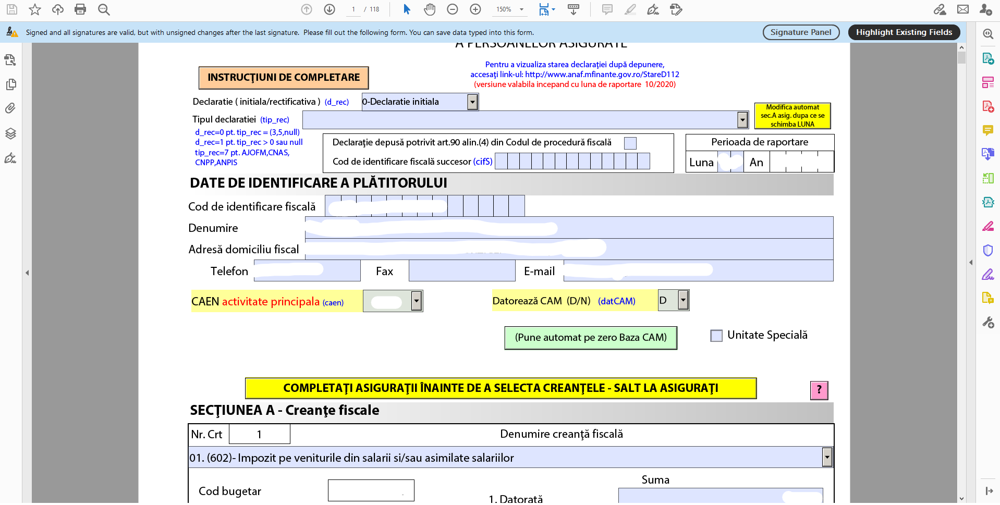 1 / 118
150%
Signed and all signatures are valid, but with unsigned changes after the last signature. Please fill out the following form. You can save data typed into this form.
Signature Panel
Highlight Existing Fields
A PERSOANELOR ASIGURATE
INSTRUCŢIUNI DE COMPLETARE
Pentru a vizualiza starea declaraţiei după depunere,
accesaţi link-ul: http://www.anaf.mfinante.gov.ro/StareD112
(versiune valabila incepand cu luna de raportare 10/2020)
Declaratie ( initiala/rectificativa ) (d_rec)
0-Declaratie initiala
Tipul declaratiei (tip_rec)
Modifica automat
sec.A asig. dupa ce se
schimba LUNA
d_rec=0 pt. tip_rec = (3,5,null)
d_rec=1 pt. tip_rec > 0 sau null
tip_rec=7 pt. AJOFM,CNAS,
CNPP,ANPIS
Declaraţie depusă potrivit art.90 alin.(4) din Codul de procedură fiscală
Cod de identificare fiscală succesor (cifS)
Perioada de raportare
Luna An
DATE DE IDENTIFICARE A PLĂTITORULUI
Cod de identificare fiscală
Denumire
Adresă domiciliu fiscal
Telefon Fax E-mail
CAEN activitate principala (caen)
Datorează CAM (D/N) (datCAM) D
(Pune automat pe zero Baza CAM)
Unitate Specială
COMPLETAŢI ASIGURAŢII ÎNAINTE DE A SELECTA CREANŢELE - SALT LA ASIGURAŢI
?
SECŢIUNEA A - Creanţe fiscale
Nr. Crt 1 Denumire creanţă fiscală
01. (602)- Impozit pe veniturile din salarii si/sau asimilate salariilor
Suma
Cod bugetar
1. Datorată